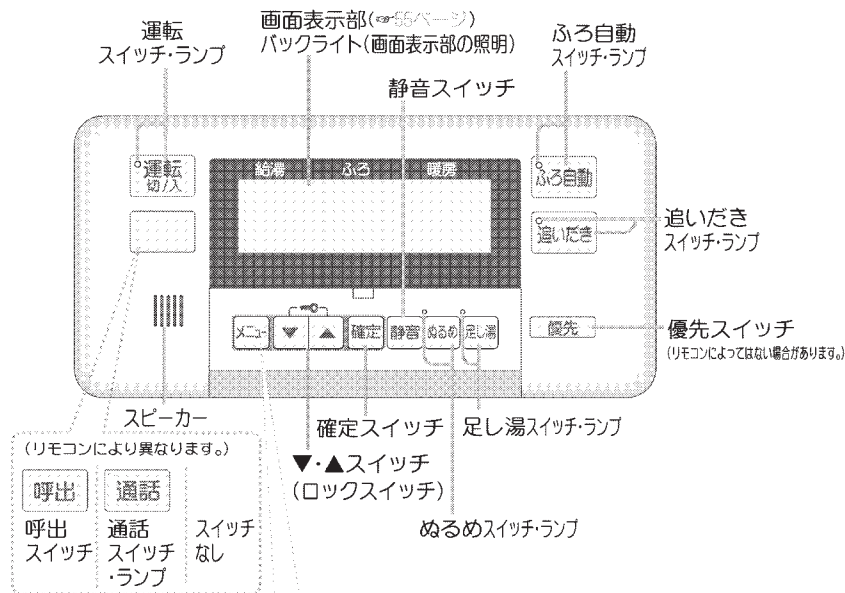 運転
スイッチ・ランプ
画面表示部(☞55ページ)
バックライト(画面表示部の照明)
静音スイッチ
ふろ自動
スイッチ・ランプ
運転
切/入
給湯 ふろ 暖房
ふろ自動
追いだき
追いだき
スイッチ・ランプ
メニュー ▼ ▲ 確定 静音 ぬるめ 足し湯
優先
優先スイッチ
(リモコンによってはない場合があります。)
スピーカー
確定スイッチ
足し湯スイッチ・ランプ
▼・▲スイッチ
(ロックスイッチ)
ぬるめスイッチ・ランプ
(リモコンにより異なります。)
呼出 通話
呼出
スイッチ
通話
スイッチ
・ランプ
スイッチ
なし